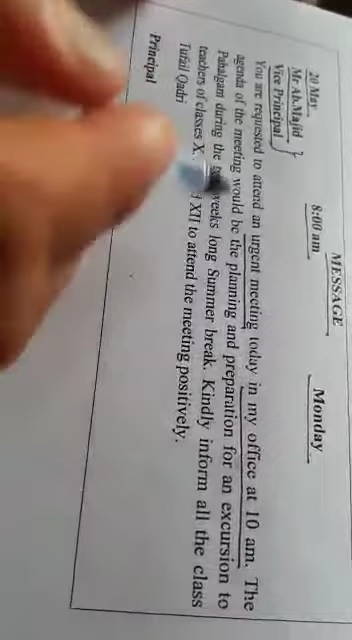 MESSAGE
20 May 8:00 am Monday
Mr. Ab.Majid
Vice Principal
You are requested to attend an urgent meeting today in my office at 10 am. The
agenda of the meeting would be the planning and preparation for an excursion to
Pahalgam during the weeks long Summer break. Kindly inform all the class
teachers of classes X. XII to attend the meeting positively.
Tufail Qadri
Principal